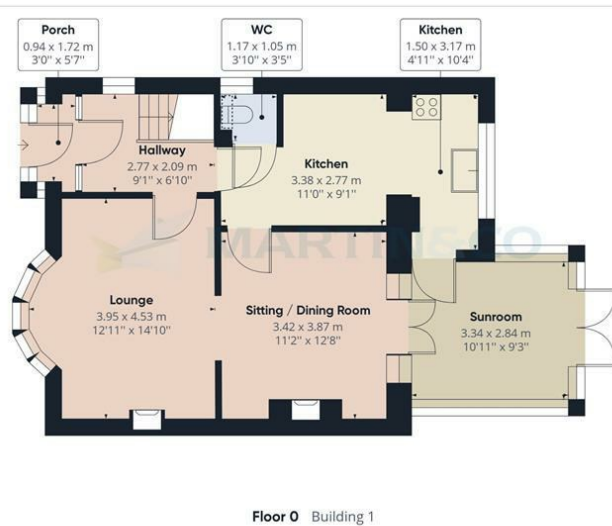 Porch
0.94 x 1.72 m
3'0" x 5'7"
WC
1.17 x 1.05 m
3'10" x 3'5"
Kitchen
1.50 x 3.17 m
4'11" x 10'4"
Hallway
2.77 x 2.09 m
9'1" x 6'10"
Kitchen
3.38 x 2.77 m
11'0" x 9'1"
MARTIN&CO
Lounge
3.95 x 4.53 m
12'11" x 14'10"
Sitting / Dining Room
3.42 x 3.87 m
11'2" x 12'8"
Sunroom
3.34 x 2.84 m
10'11" x 9'3"
Floor 0 Building 1